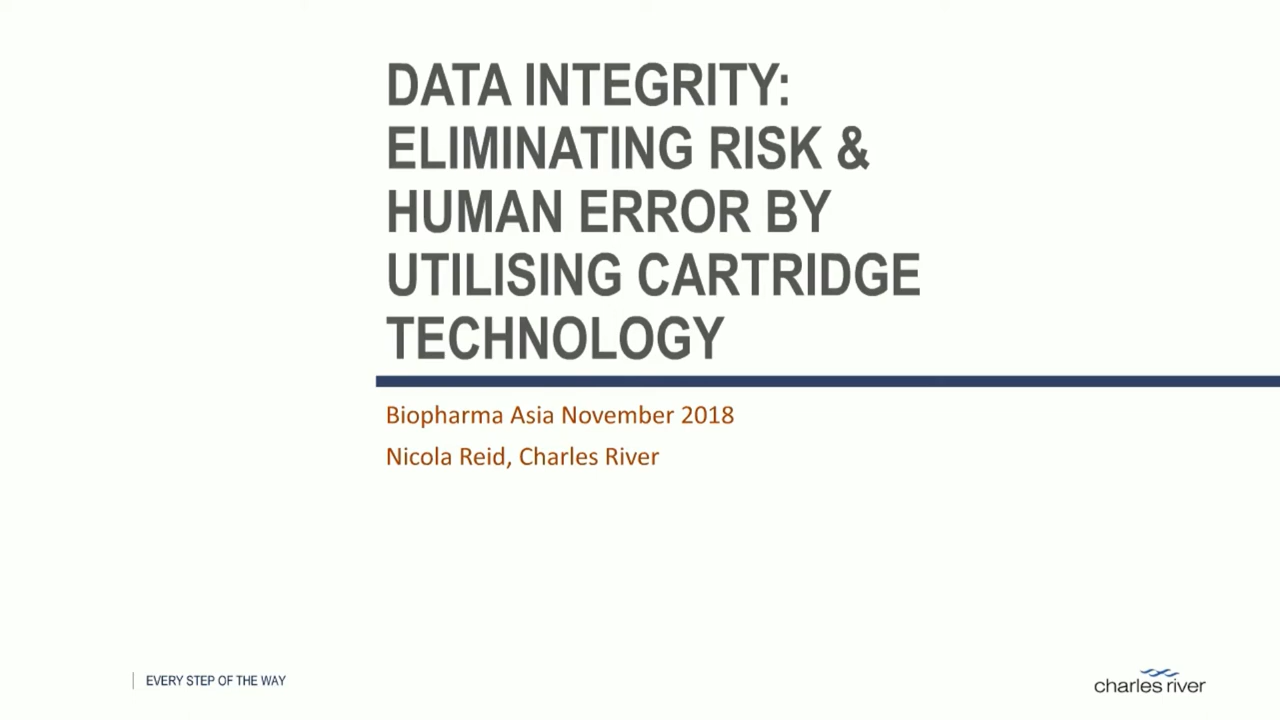 DATA INTEGRITY:
ELIMINATING RISK &
HUMAN ERROR BY
UTILISING CARTRIDGE
TECHNOLOGY
Biopharma Asia November 2018
Nicola Reid, Charles River
EVERY STEP OF THE WAY
charles river